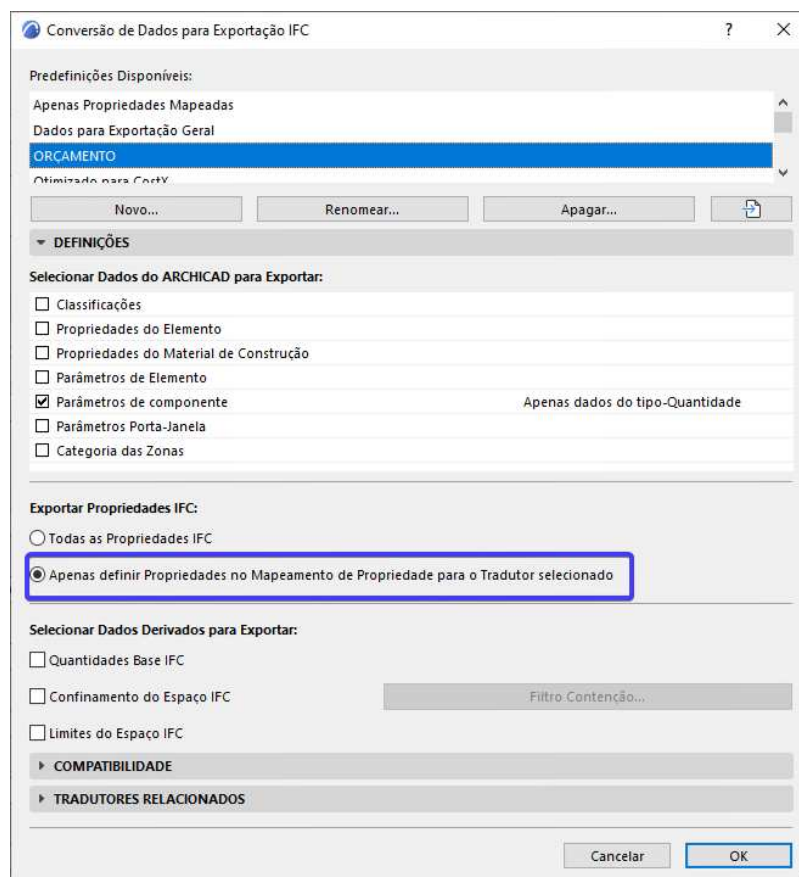 Conversão de Dados para Exportação IFC
?
Predefinições Disponíveis:
Apenas Propriedades Mapeadas
Dados para Exportação Geral
ORÇAMENTO
Otimizado para CostX
Novo...
Renomear...
Apagar...
DEFINIÇÕES
Selecionar Dados do ARCHICAD para Exportar:
Classificações
Propriedades do Elemento
Propriedades do Material de Construção
Parâmetros de Elemento
Parâmetros de componente Apenas dados do tipo-Quantidade
Parâmetros Porta-Janela
Categoria das Zonas
Exportar Propriedades IFC:
Todas as Propriedades IFC
Apenas definir Propriedades no Mapeamento de Propriedade para o Tradutor selecionado
Selecionar Dados Derivados para Exportar:
Quantidades Base IFC
Confinamento do Espaço IFC
Filtro Contenção...
Limites do Espaço IFC
COMPATIBILIDADE
TRADUTORES RELACIONADOS
Cancelar
OK